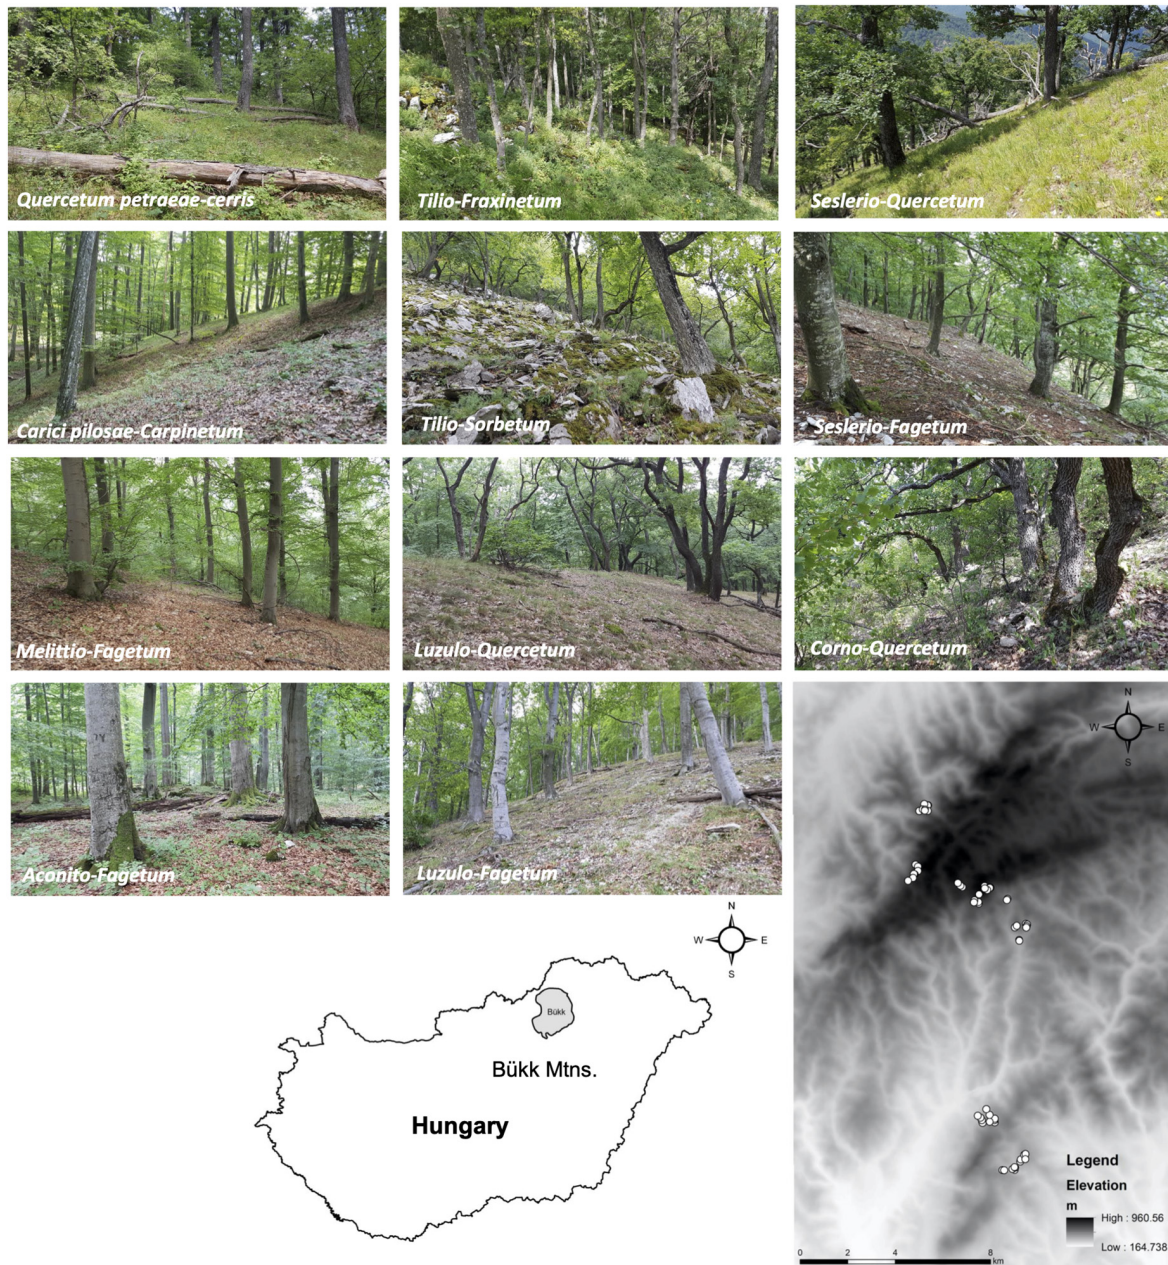 Quercetum petraeae-cerris
Tilio-Fraxinetum
Seslerio-Quercetum
Carici pilosae-Carpinetum
Tilio-Sorbetum
Seslerio-Fagetum
Melittio-Fagetum
Luzulo-Quercetum
Corno-Quercetum
Aconito-Fagetum
Luzulo-Fagetum
N
W
E
S
N
W
E
S
Bükk
Bükk Mtns.
Hungary
Legend
Elevation
m
High : 960.56
Low : 164.738
0 2 4 8
km